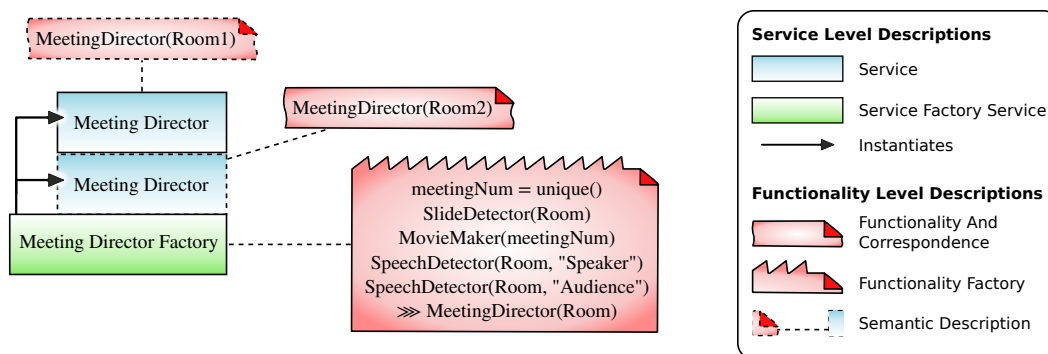 MeetingDirector(Room1)
Meeting Director
MeetingDirector(Room2)
Meeting Director
Meeting Director Factory
meetingNum = unique()
SlideDetector(Room)
MovieMaker(meetingNum)
SpeechDetector(Room, "Speaker")
SpeechDetector(Room, "Audience")
⋙ MeetingDirector(Room)
Service Level Descriptions
Service
Service Factory Service
Instantiates
Functionality Level Descriptions
Functionality And
Correspondence
Functionality Factory
Semantic Description